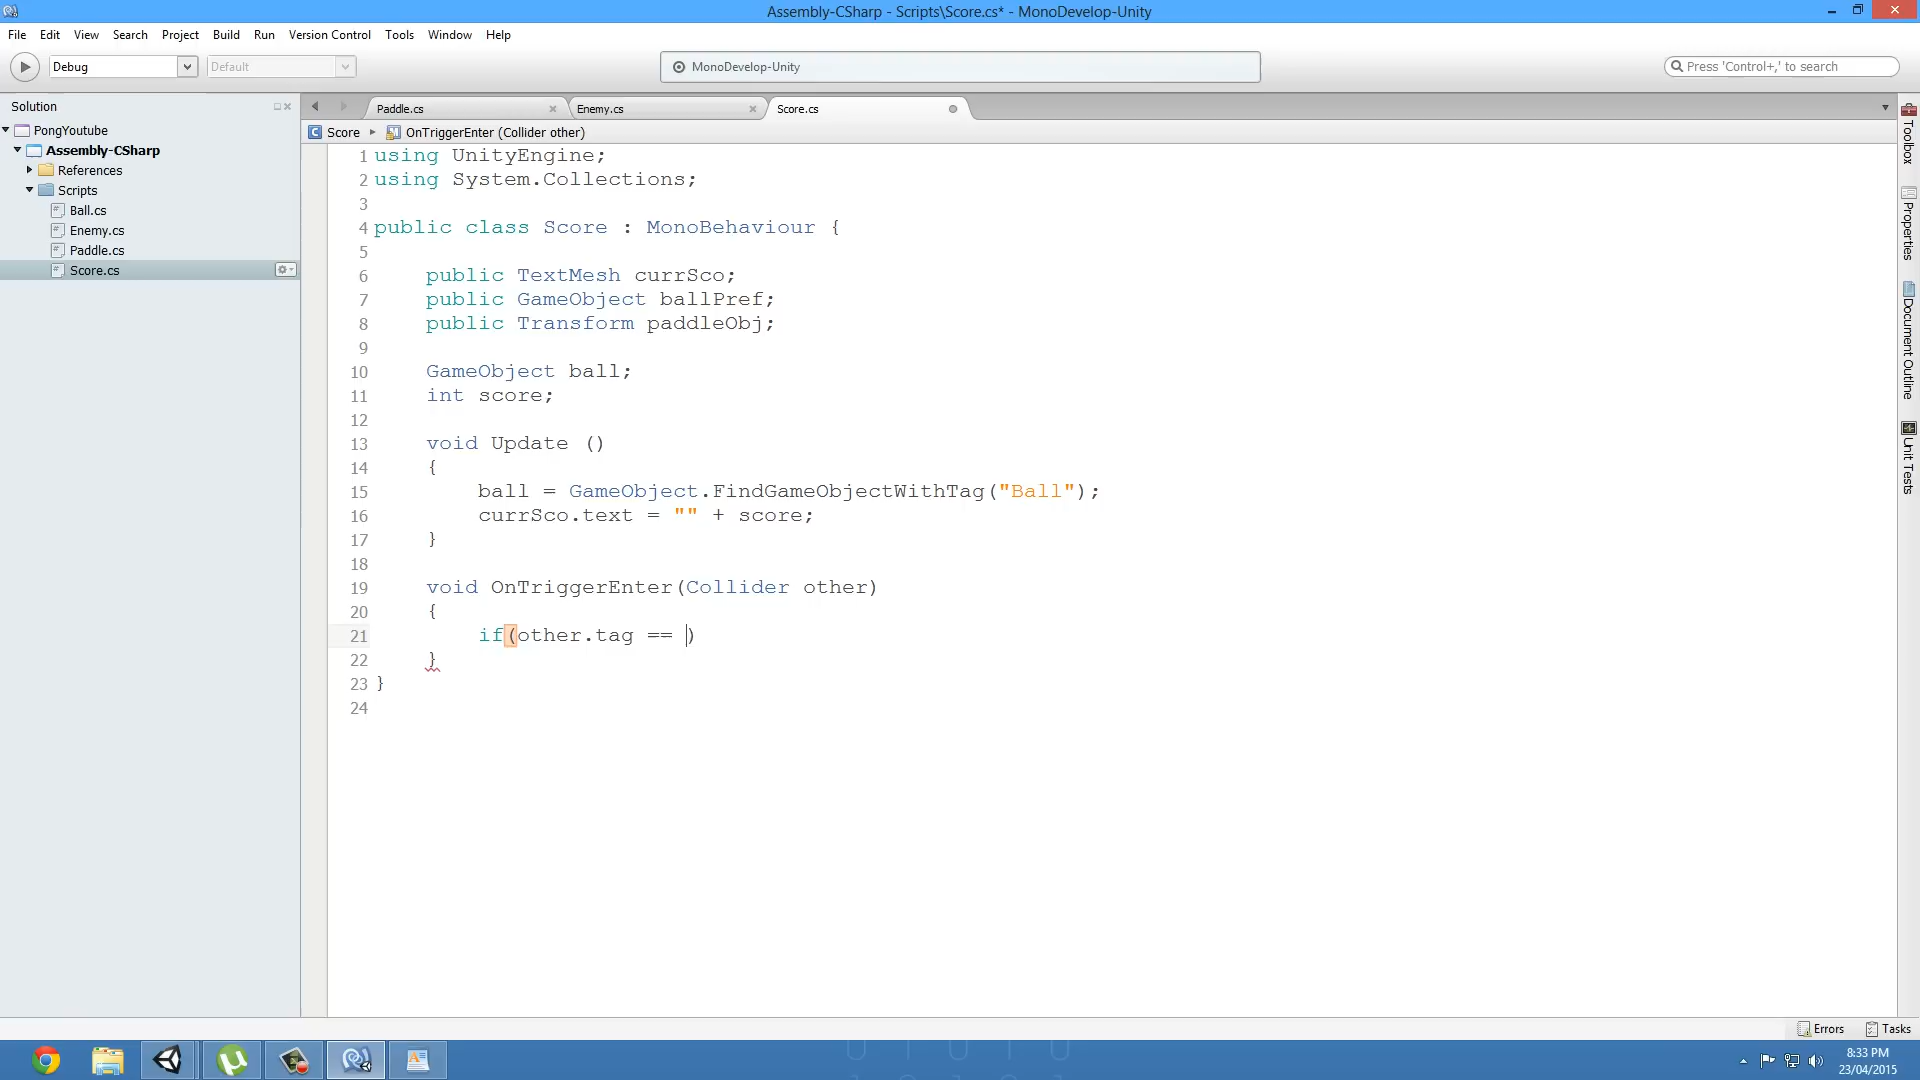 Assembly-CSharp - Scripts\Score.cs* - MonoDevelop-Unity
File Edit View Search Project Build Run Version Control Tools Window Help
Debug Default MonoDevelop-Unity Press 'Control+,' to search
Solution
PongYoutube
Assembly-CSharp
References
Scripts
Ball.cs
Enemy.cs
Paddle.cs
Score.cs
Paddle.cs Enemy.cs Score.cs
Score OnTriggerEnter (Collider other)
1 using UnityEngine;
2 using System.Collections;
3
4 public class Score : MonoBehaviour {
5
6 public TextMesh currSco;
7 public GameObject ballPref;
8 public Transform paddleObj;
9
10 GameObject ball;
11 int score;
12
13 void Update ()
14 {
15 ball = GameObject.FindGameObjectWithTag("Ball");
16 currSco.text = "" + score;
17 }
18
19 void OnTriggerEnter(Collider other)
20 {
21 if(other.tag == )
22 }
23 }
24
Toolbox
Properties
Document Outline
Unit Tests
Errors Tasks
8:33 PM
23/04/2015